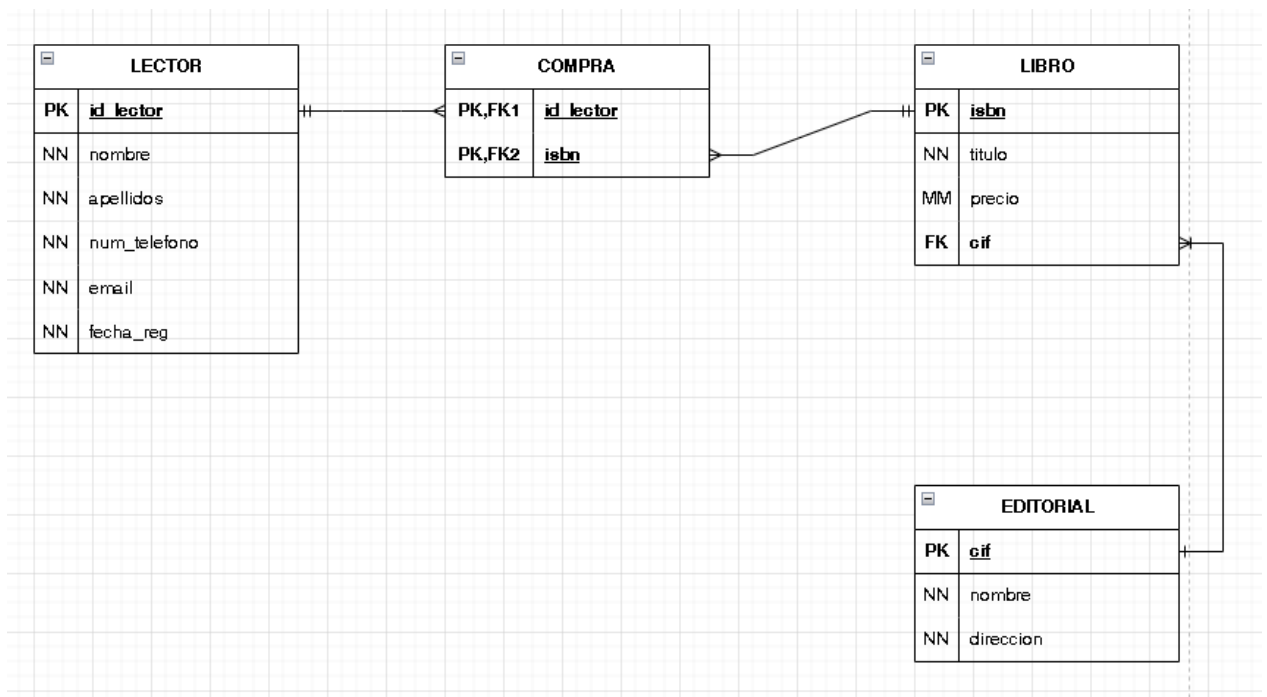 LECTOR
PK id_lector
NN nombre
NN apellidos
NN num_telefono
NN email
NN fecha_reg
COMPRA
PK,FK1 id_lector
PK,FK2 isbn
LIBRO
PK isbn
NN titulo
MM precio
FK cif
EDITORIAL
PK cif
NN nombre
NN direccion